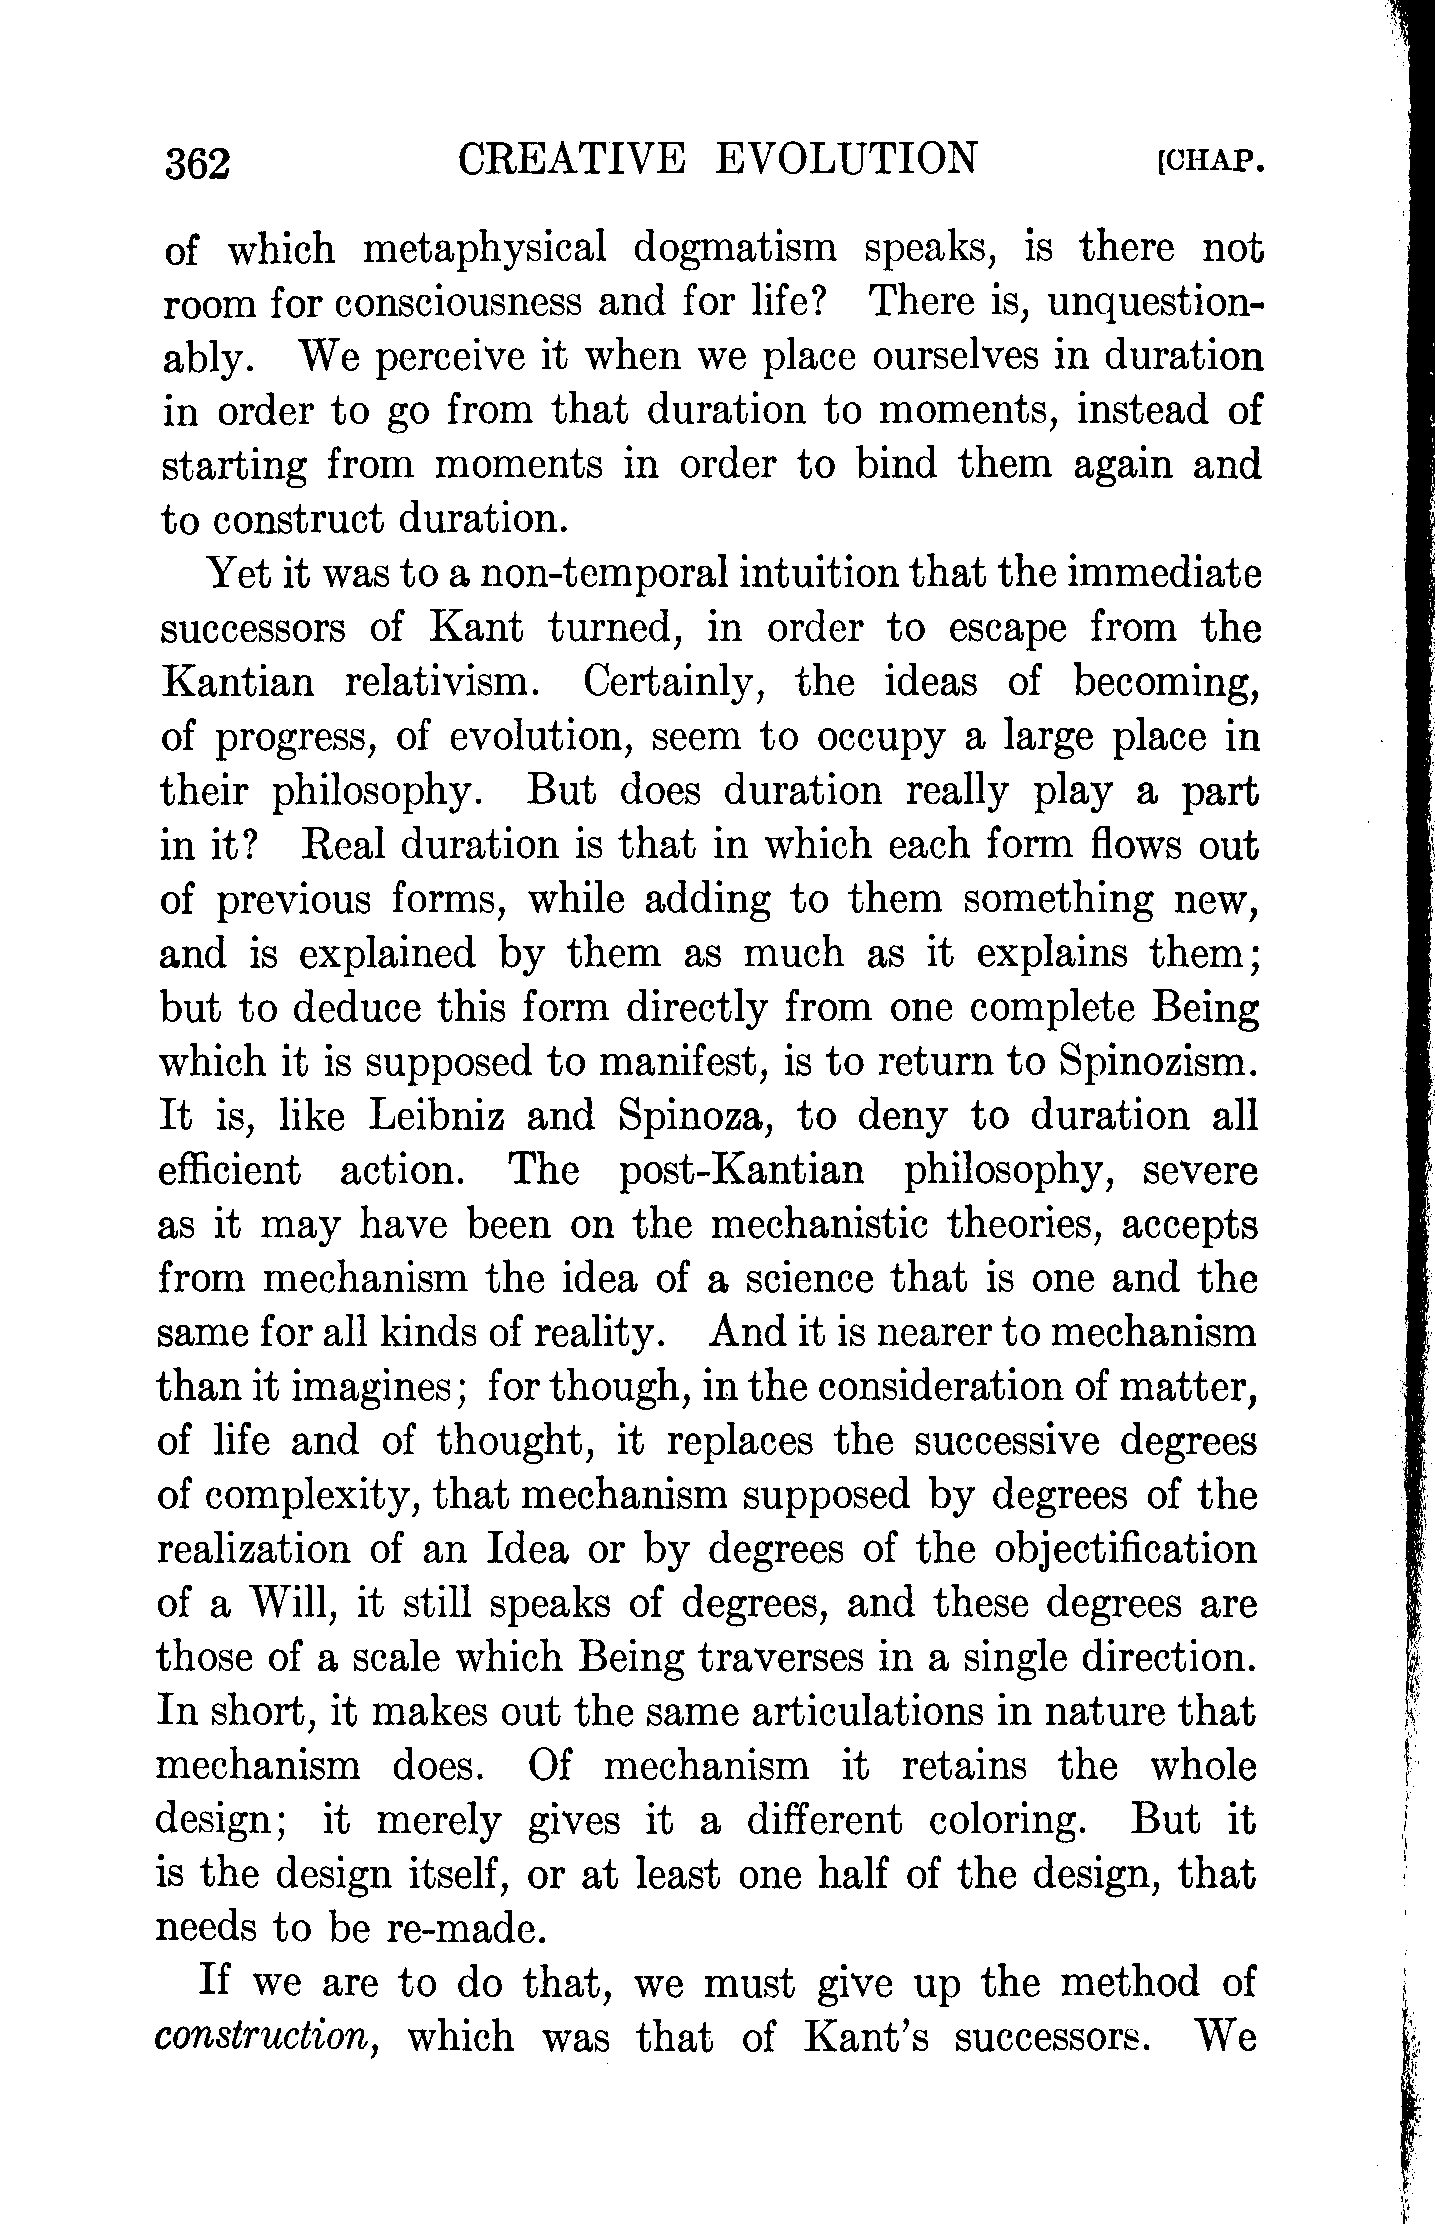 362 CREATIVE EVOLUTION [CHAP.
of which metaphysical dogmatism speaks, is there not
room for consciousness and for life? There is, unquestion-
ably. We perceive it when we place ourselves in duration
in order to go from that duration to moments, instead of
starting from moments in order to bind them again and
to construct duration.
Yet it was to a non-temporal intuition that the immediate
successors of Kant turned, in order to escape from the
Kantian relativism. Certainly, the ideas of becoming,
of progress, of evolution, seem to occupy a large place in
their philosophy. But does duration really play a part
in it? Real duration is that in which each form flows out
of previous forms, while adding to them something new,
and is explained by them as much as it explains them;
but to deduce this form directly from one complete Being
which it is supposed to manifest, is to return to Spinozism.
It is, like Leibniz and Spinoza, to deny to duration all
efficient action. The post-Kantian philosophy, severe
as it may have been on the mechanistic theories, accepts
from mechanism the idea of a science that is one and the
same for all kinds of reality. And it is nearer to mechanism
than it imagines; for though, in the consideration of matter,
of life and of thought, it replaces the successive degrees
of complexity, that mechanism supposed by degrees of the
realization of an Idea or by degrees of the objectification
of a Will, it still speaks of degrees, and these degrees are
those of a scale which Being traverses in a single direction.
In short, it makes out the same articulations in nature that
mechanism does. Of mechanism it retains the whole
design; it merely gives it a different coloring. But it
is the design itself, or at least one half of the design, that
needs to be re-made.
If we are to do that, we must give up the method of
construction, which was that of Kant's successors. We